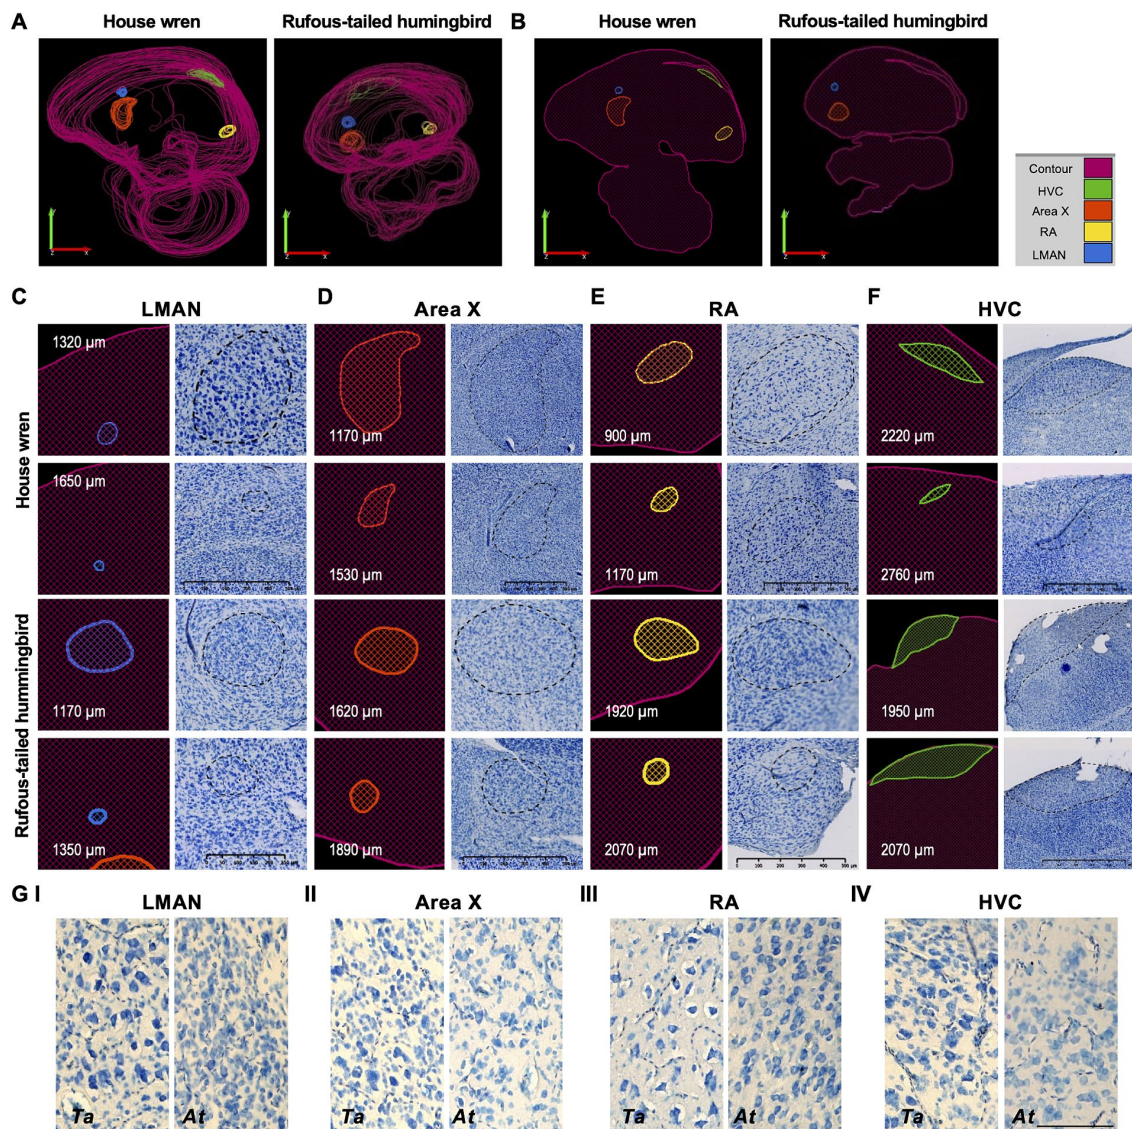 A House wren Rufous-tailed humingbird B House wren Rufous-tailed hummingbird
Y
Z X
Y
Z X
Y
Z X
Y
Z X
Contour
HVC
Area X
RA
LMAN
C LMAN D Area X E RA F HVC
House wren
1320 µm 1170 µm 900 µm 2220 µm
1650 µm 1530 µm 1170 µm 2760 µm
Rufous-tailed hummingbird
1170 µm 1620 µm 1920 µm 1950 µm
1350 µm 1890 µm 2070 µm 2070 µm
0 100 200 300 400 500 µm
G I LMAN II Area X III RA IV HVC
Ta At Ta At Ta At Ta At